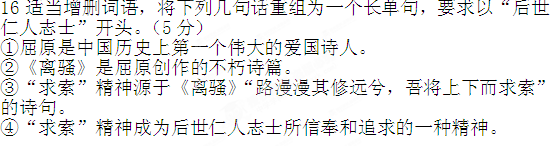 16 适当增删词语，将下列几句话重组为一个长单句，要求以“后世
仁人志士”开头。（5 分）
①屈原是中国历史上第一个伟大的爱国诗人。
②《离骚》是屈原创作的不朽诗篇。
③“求索”精神源于《离骚》“路漫漫其修远兮，吾将上下而求索”
的诗句。
④“求索”精神成为后世仁人志士所信奉和追求的一种精神。